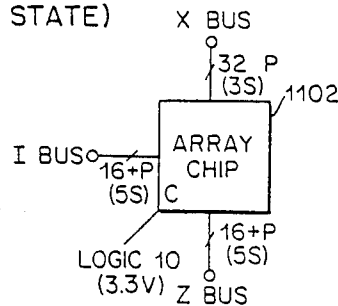 STATE)
X BUS
32 P
(3S)
1102
ARRAY
CHIP
I BUS
16+P
(5S)
C
16+P
(5S)
LOGIC 10
(3.3V)
Z BUS